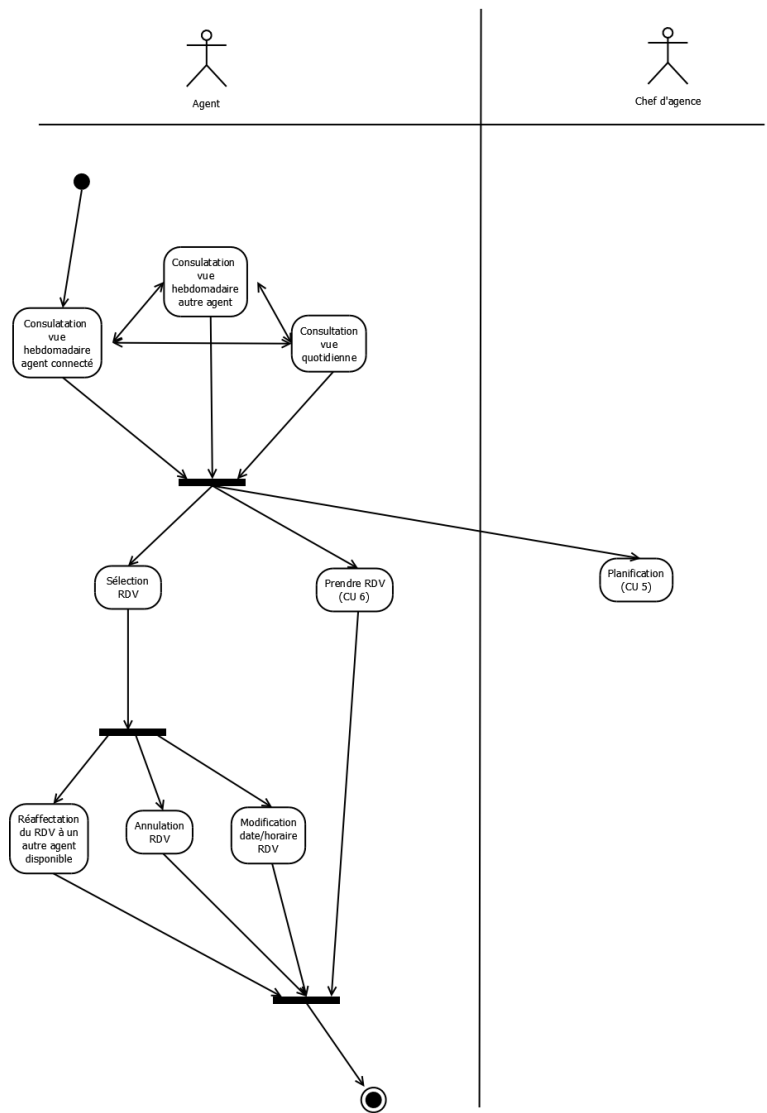 Agent
Chef d'agence
Consulatation
vue
hebdomadaire
autre agent
Consulatation
vue
hebdomadaire
agent connecté
Consultation
vue
quotidienne
Sélection
RDV
Prendre RDV
(CU 6)
Planification
(CU 5)
Réaffectation
du RDV à un
autre agent
disponible
Annulation
RDV
Modification
date/horaire
RDV